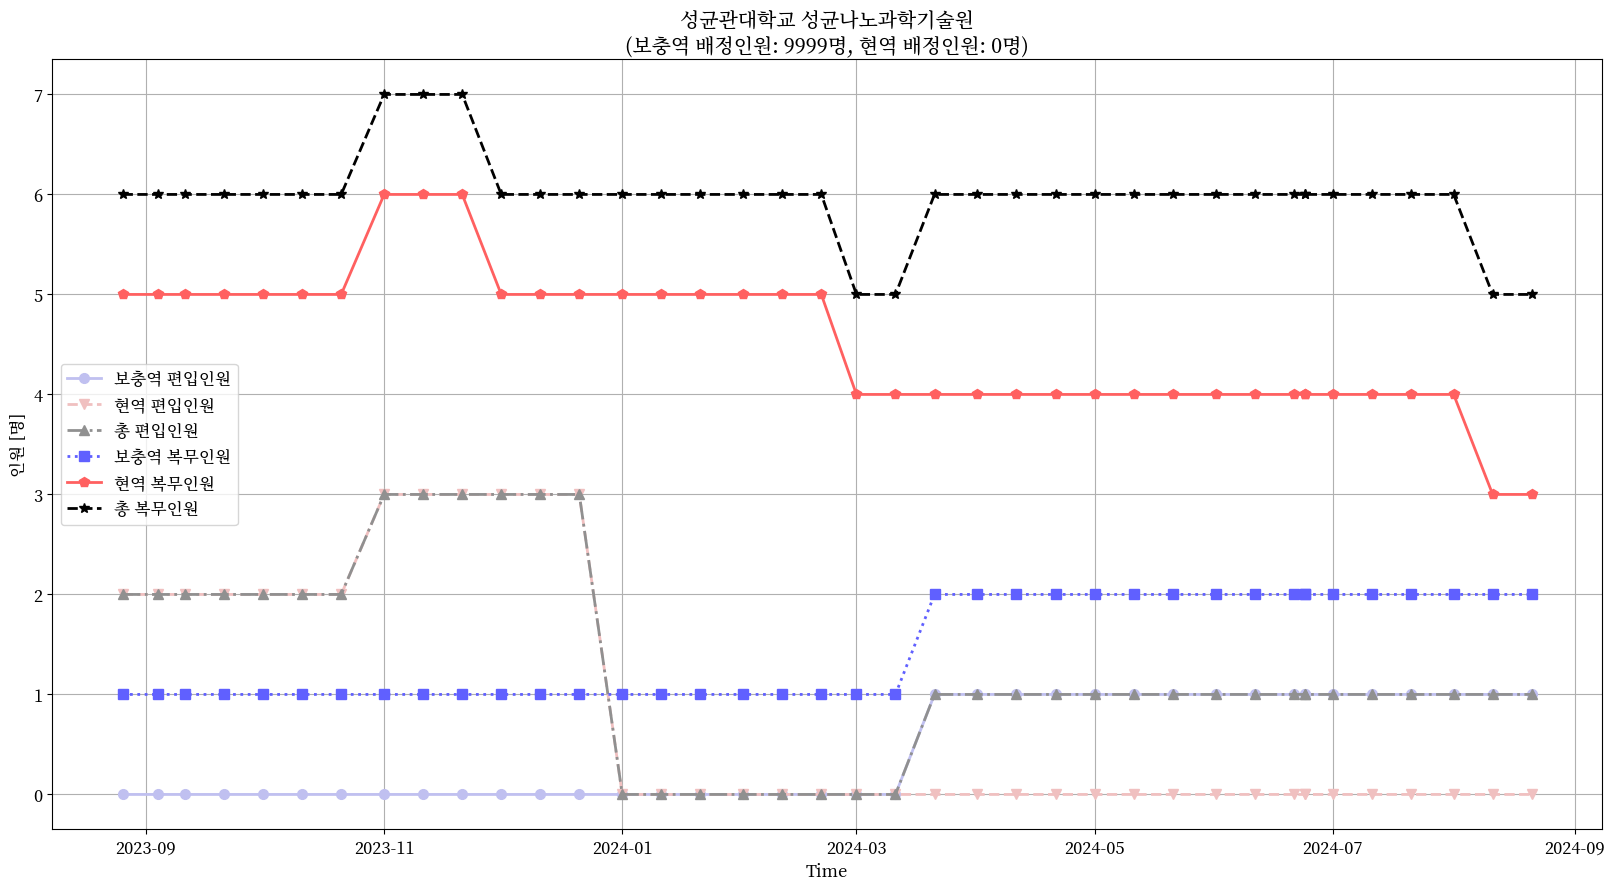 성균관대학교 성균나노과학기술원
(보충역 배정인원: 9999명, 현역 배정인원: 0명)
7
6
5
4
3
2
1
0
인원 [명]
보충역 편입인원
현역 편입인원
총 편입인원
보충역 복무인원
현역 복무인원
총 복무인원
2023-09
2023-11
2024-01
2024-03
2024-05
2024-07
2024-09
Time